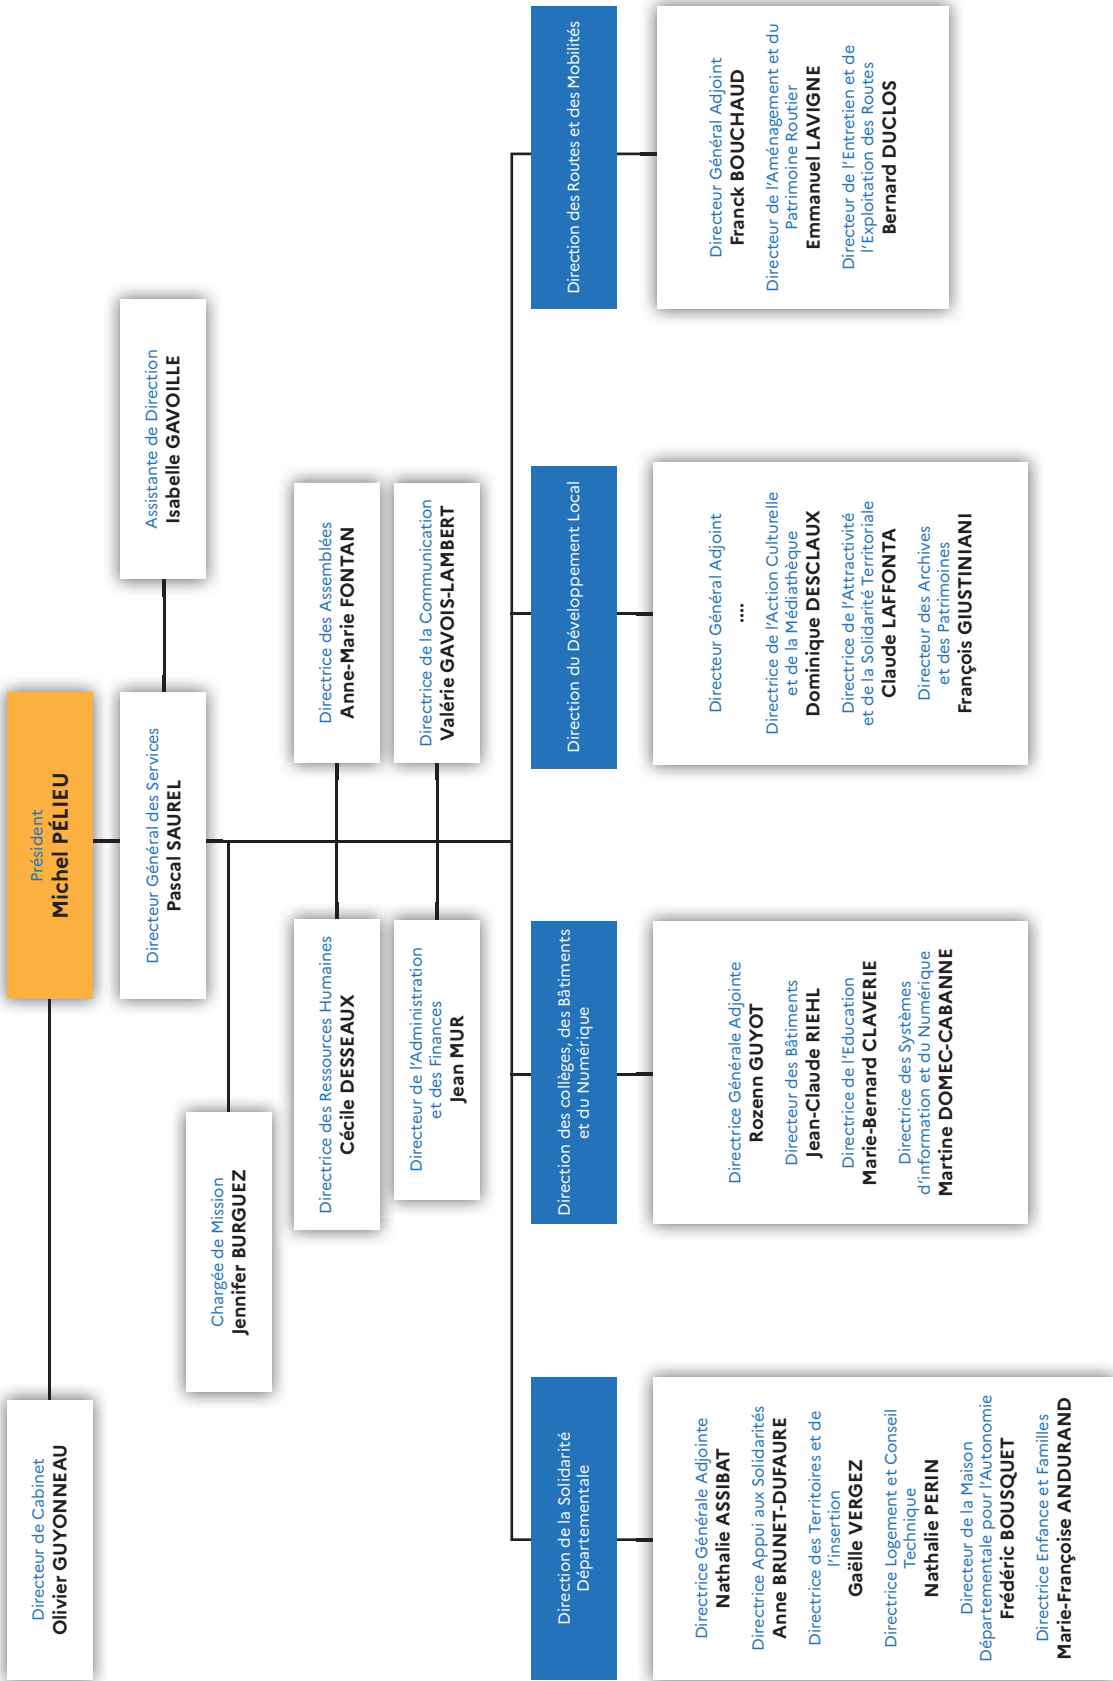 Président
Michel PÉLIEU
Directeur de Cabinet
Olivier GUYONNEAU
Directeur Général des Services
Pascal SAUREL
Assistante de Direction
Isabelle GAVOILLE
Chargée de Mission
Jennifer BURGUEZ
Directrice des Ressources Humaines
Cécile DESSEAUX
Directrice des Assemblées
Anne-Marie FONTAN
Directeur de l'Administration
et des Finances
Jean MUR
Directrice de la Communication
Valérie GAVOIS-LAMBERT
Direction de la Solidarité
Départementale
Directrice Générale Adjointe
Nathalie ASSIBAT
Directrice Appui aux Solidarités
Anne BRUNET-DUFAURE
Directrice des Territoires et de
l'insertion
Gaëlle VERGEZ
Directrice Logement et Conseil
Technique
Nathalie PERIN
Directeur de la Maison
Départementale pour l'Autonomie
Frédéric BOUSQUET
Directrice Enfance et Familles
Marie-Françoise ANDURAND
Direction des collèges, des Bâtiments
et du Numérique
Directrice Générale Adjointe
Rozenn GUYOT
Directeur des Bâtiments
Jean-Claude RIEHL
Directrice de l'Education
Marie-Bernard CLAVERIE
Directrice des Systèmes
d'information et du Numérique
Martine DOMEC-CABANNE
Direction du Développement Local
Directeur Général Adjoint
....
Directrice de l'Action Culturelle
et de la Médiathèque
Dominique DESCLAUX
Directrice de l'Attractivité
et de la Solidarité Territoriale
Claude LAFFONTA
Directeur des Archives
et des Patrimoines
François GIUSTINIANI
Direction des Routes et des Mobilités
Directeur Général Adjoint
Franck BOUCHAUD
Directeur de l'Aménagement et du
Patrimoine Routier
Emmanuel LAVIGNE
Directeur de l'Entretien et de
l'Exploitation des Routes
Bernard DUCLOS